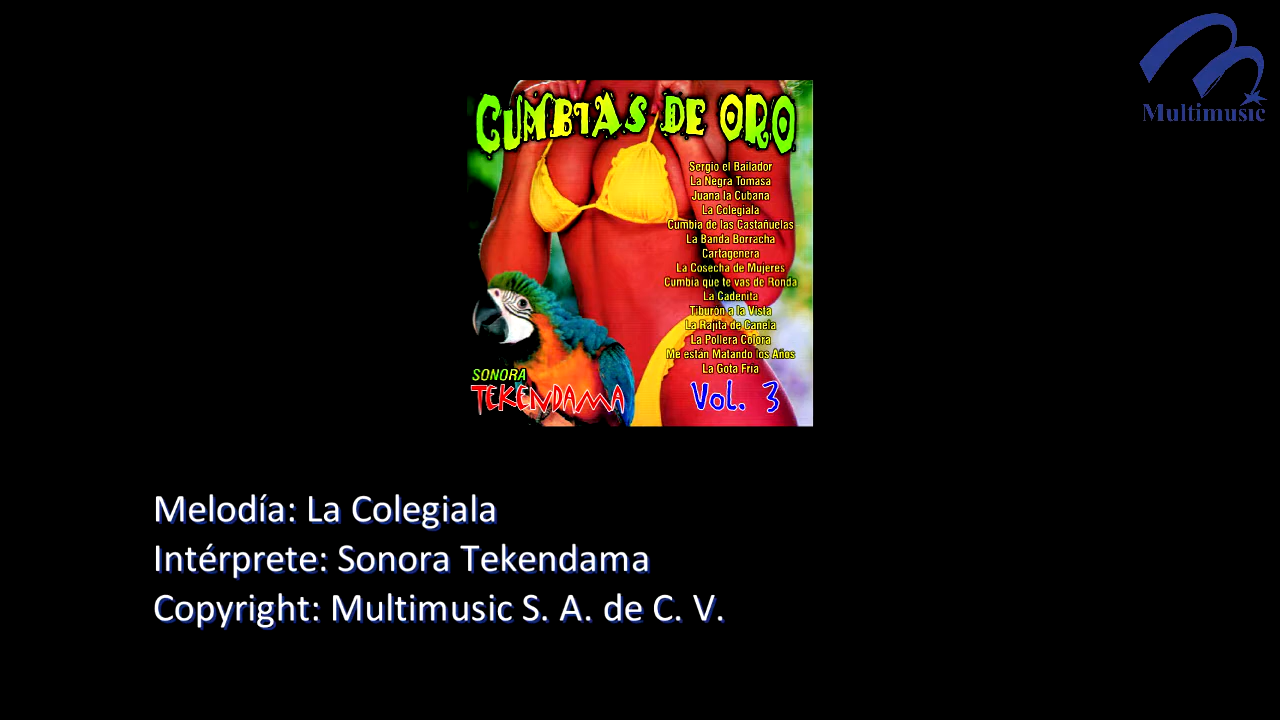 Multimusic
CUMBIAS DE ORO
Sergio el Bailador
La Negra Tomasa
Juana la Cubana
La Colegiala
Cumbia de las Castañuelas
La Banda Borracha
Cartagenera
La Cosecha de Mujeres
Cumbia que te vas de Ronda
La Cadenita
Tiburón a la Vista
La Rajita de Canela
La Pollera Colora
Me están Matando los Años
La Gota Fría
SONORA
TEKENDAMA
Vol. 3
Melodía: La Colegiala
Intérprete: Sonora Tekendama
Copyright: Multimusic S. A. de C. V.